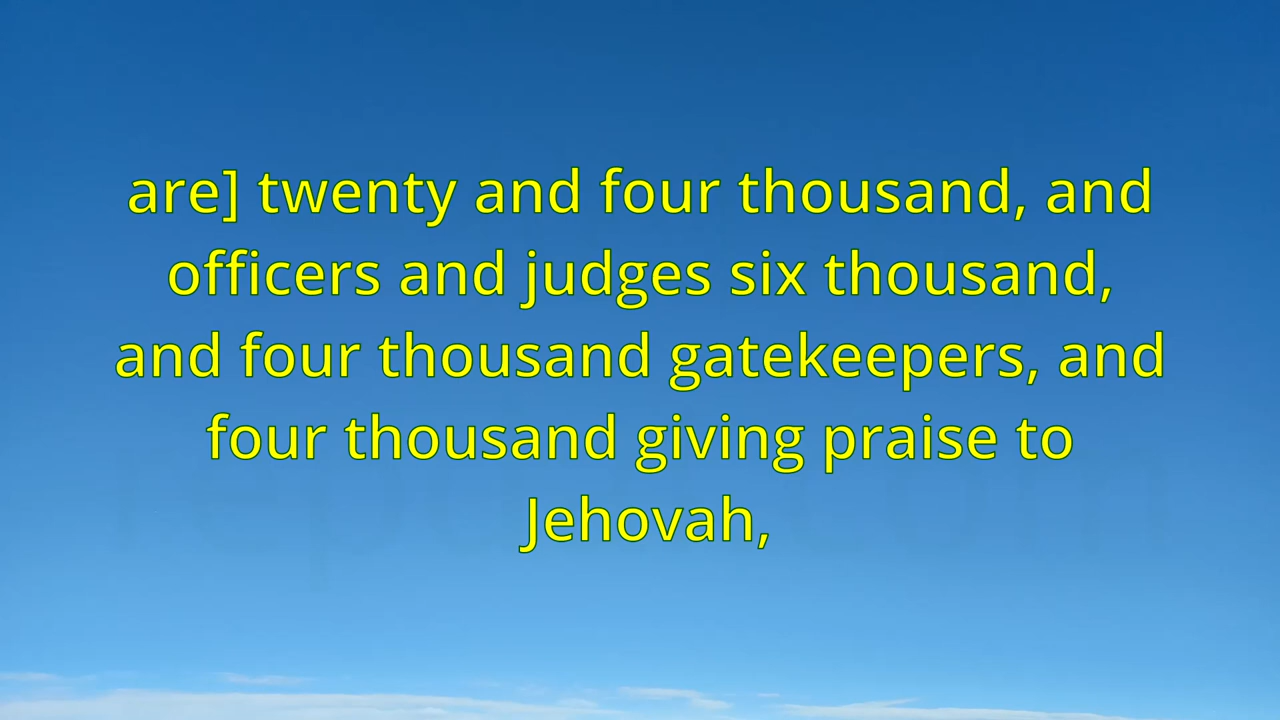 are] twenty and four thousand, and
officers and judges six thousand,
and four thousand gatekeepers, and
four thousand giving praise to
Jehovah,